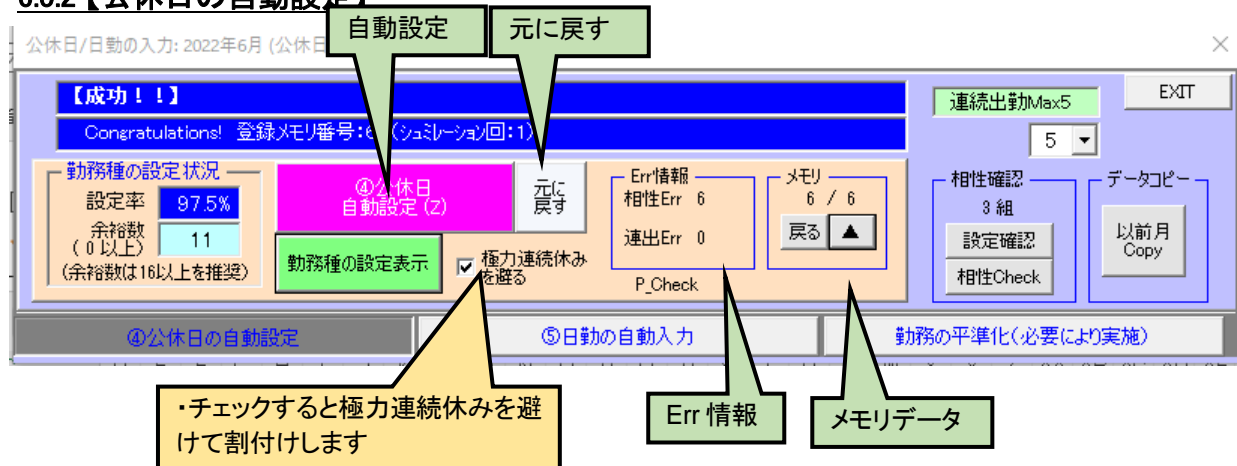 【公休日の自動設定】
自動設定
元に戻す
公休日/日勤の入力: 2022年6月 (公休日
【成功！！】
Congratulations! 登録メモリ番号:6 (シュミレーション回:1)
連続出勤Max5
EXIT
5
勤務種の設定状況
設定率 97.5%
余裕数
(０以上) 11
(余裕数は16以上を推奨)
④公休日
自動設定 (Z)
元に
戻す
勤務種の設定表示
極力連続休み
を避る
Err情報
相性Err 6
連出Err 0
P_Check
メモリ
6 / 6
戻る ▲
相性確認
3 組
設定確認
相性Check
データコピー
以前月
Copy
④公休日の自動設定
⑤日勤の自動入力
勤務の平準化(必要により実施)
・チェックすると極力連続休みを避
けて割付けします
Err 情報
メモリデータ